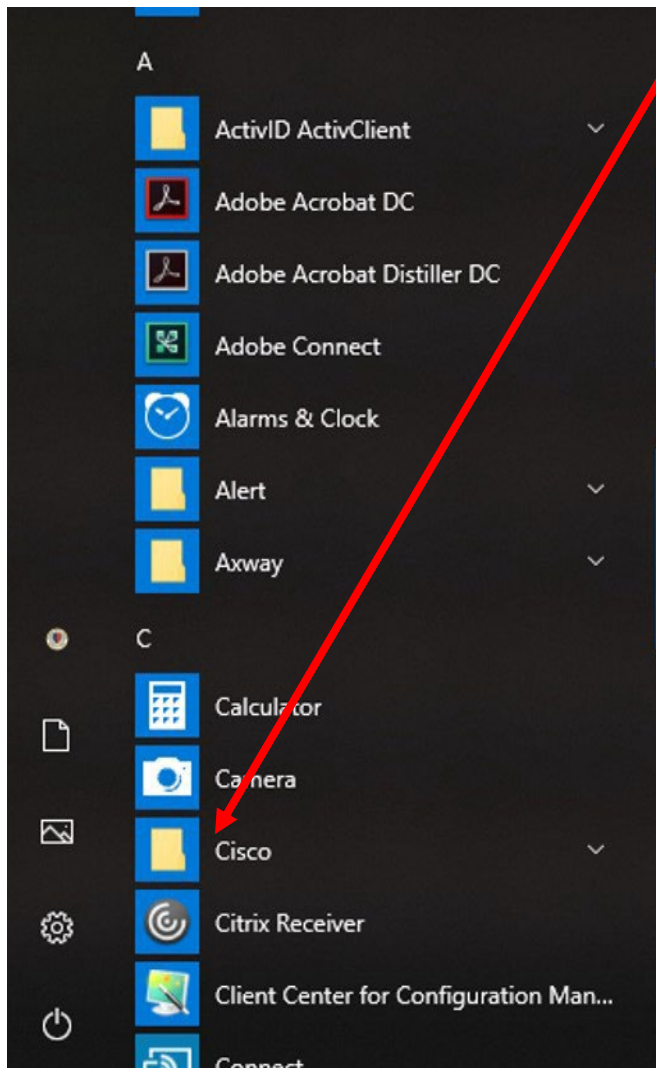 A
ActivID ActivClient
Adobe Acrobat DC
Adobe Acrobat Distiller DC
Adobe Connect
Alarms & Clock
Alert
Axway
C
Calculator
Camera
Cisco
Citrix Receiver
Client Center for Configuration Man...
Connect